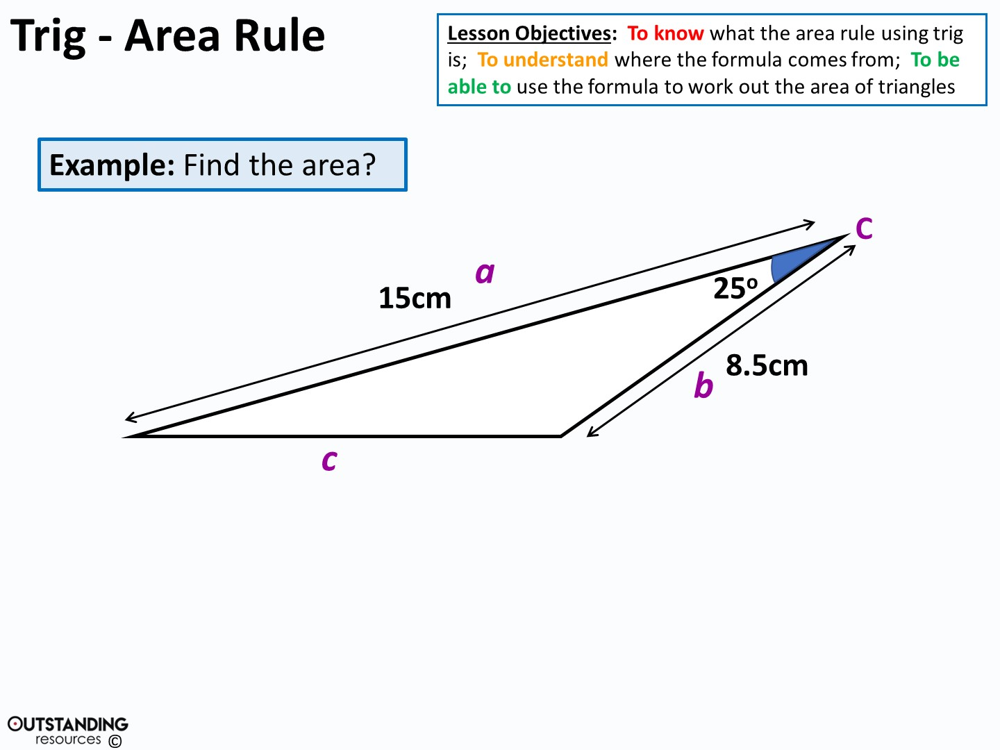 Trig - Area Rule
Lesson Objectives: To know what the area rule using trig
is; To understand where the formula comes from; To be
able to use the formula to work out the area of triangles
Example: Find the area?
C
a
15cm
25o
8.5cm
b
c
OUTSTANDING
resources ©